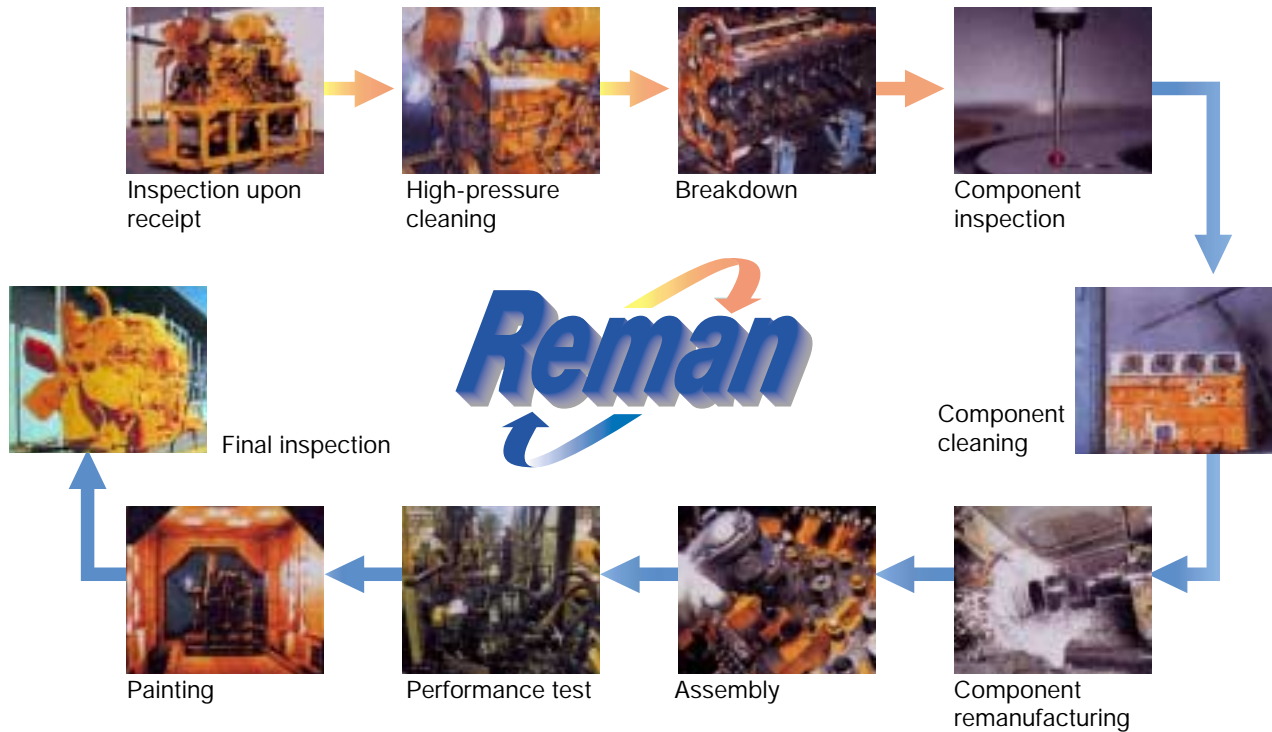 Inspection upon
receipt
High-pressure
cleaning
Breakdown
Component
inspection
Reman
Component
cleaning
Final inspection
Painting
Performance test
Assembly
Component
remanufacturing